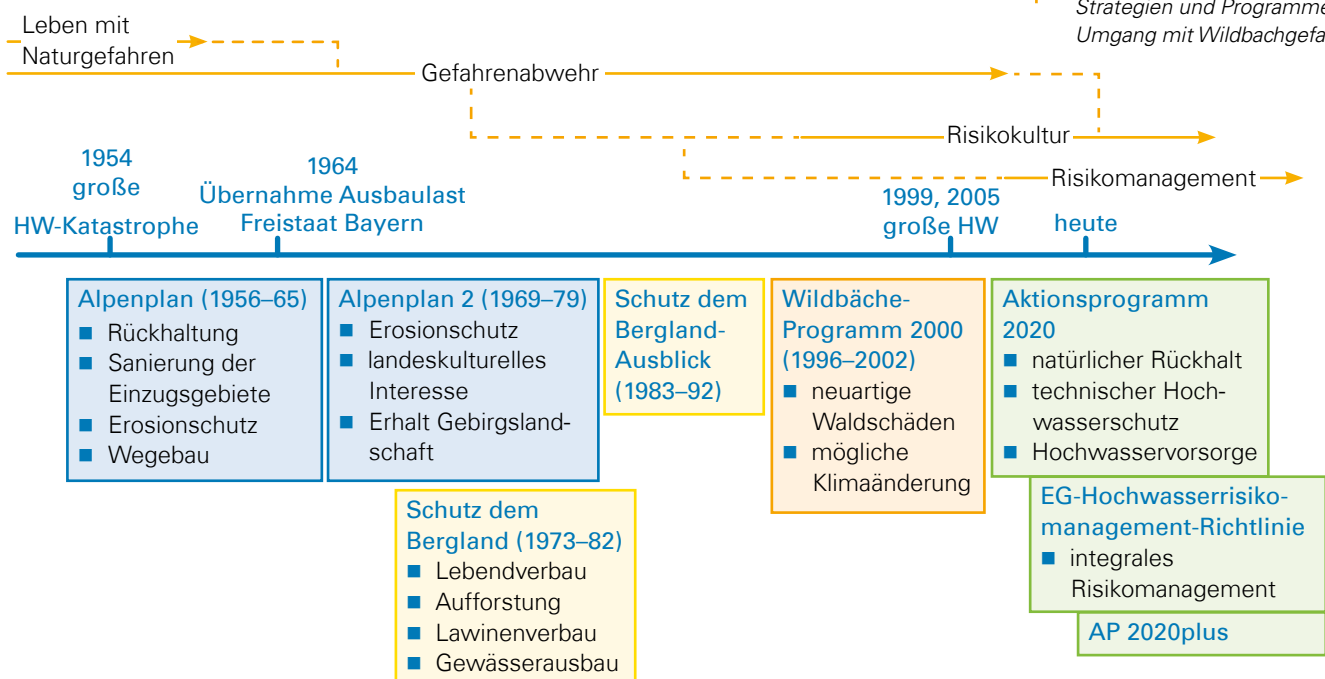 Strategien und Programme
Umgang mit Wildbachgefa
Leben mit
Naturgefahren
Gefahrenabwehr
Risikokultur
Risikomanagement
1954
große
HW-Katastrophe
1964
Übernahme Ausbaulast
Freistaat Bayern
1999, 2005
große HW
heute
Alpenplan (1956–65)
Rückhaltung
Sanierung der
Einzugsgebiete
Erosionschutz
Wegebau
Alpenplan 2 (1969–79)
Erosionschutz
landeskulturelles
Interesse
Erhalt Gebirgsland-
schaft
Schutz dem
Bergland-
Ausblick
(1983–92)
Wildbäche-
Programm 2000
(1996–2002)
neuartige
Waldschäden
mögliche
Klimaänderung
Aktionsprogramm
2020
natürlicher Rückhalt
technischer Hoch-
wasserschutz
Hochwasservorsorge
Schutz dem
Bergland (1973–82)
Lebendverbau
Aufforstung
Lawinenverbau
Gewässerausbau
EG-Hochwasserrisiko-
management-Richtlinie
integrales
Risikomanagement
AP 2020plus